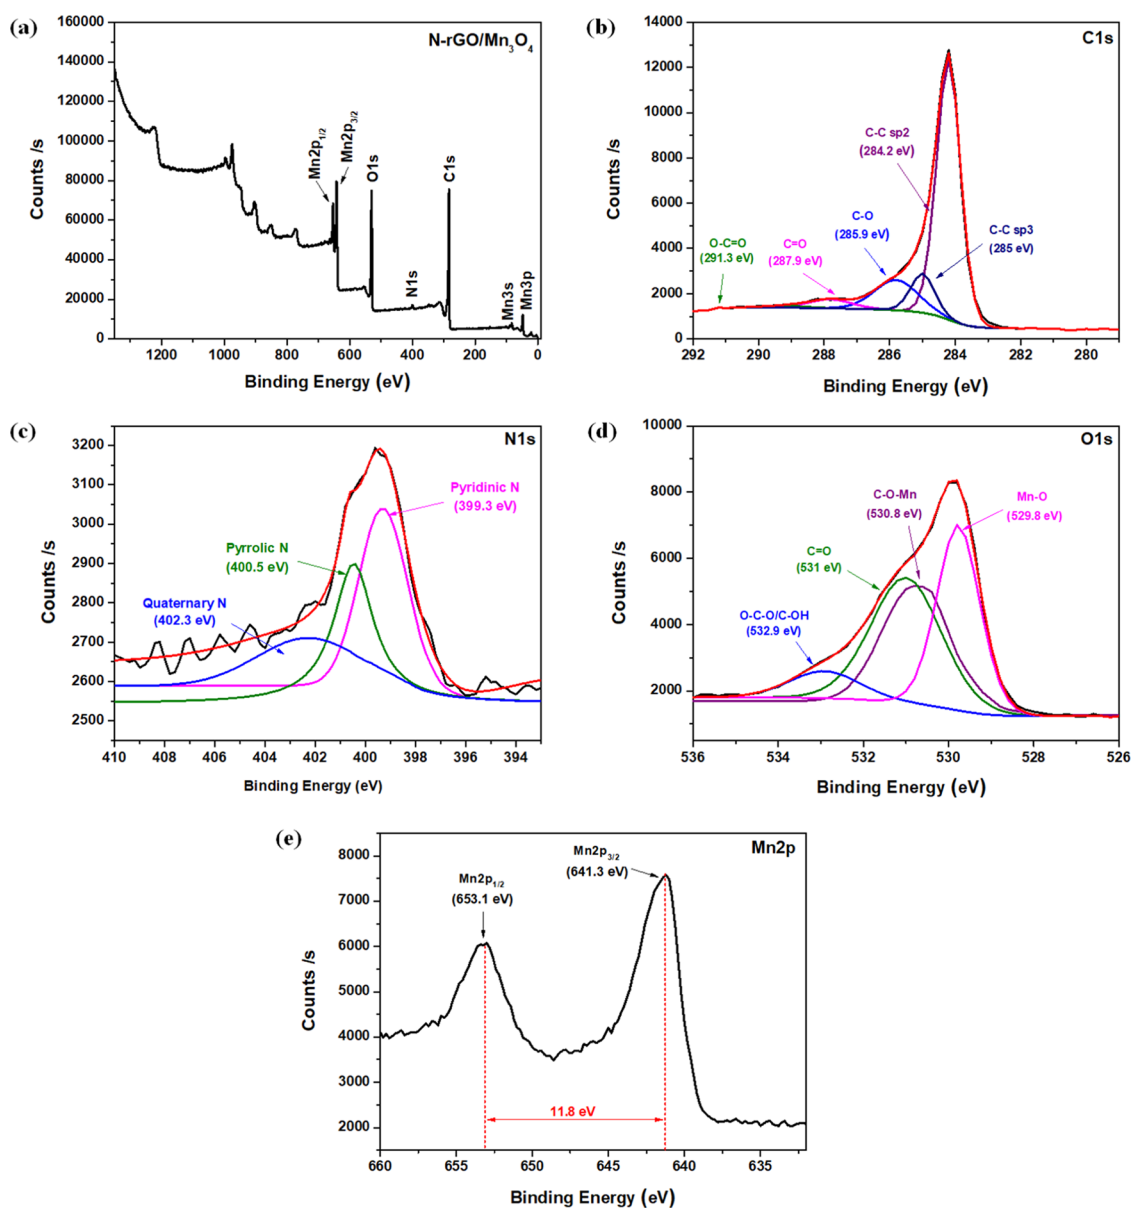 (a)
N-rGO/Mn3O4
160000
140000
120000
100000
80000
60000
40000
20000
0
Counts /s
Mn2p1/2
Mn2p3/2
O1s
C1s
N1s
Mn3s
Mn3p
1200
1000
800
600
400
200
0
Binding Energy (eV)
(b)
C1s
14000
12000
10000
8000
6000
4000
2000
0
Counts /s
C-C sp2
(284.2 eV)
C-O
(285.9 eV)
C-C sp3
(285 eV)
O-C=O
(291.3 eV)
C=O
(287.9 eV)
292
290
288
286
284
282
280
Binding Energy (eV)
(c)
N1s
3200
3100
3000
2900
2800
2700
2600
2500
Counts /s
Pyridinic N
(399.3 eV)
Pyrrolic N
(400.5 eV)
Quaternary N
(402.3 eV)
410
408
406
404
402
400
398
396
394
Binding Energy (eV)
(d)
O1s
10000
8000
6000
4000
2000
Counts /s
C-O-Mn
(530.8 eV)
Mn-O
(529.8 eV)
C=O
(531 eV)
O-C-O/C-OH
(532.9 eV)
536
534
532
530
528
526
Binding Energy (eV)
(e)
Mn2p
8000
7000
6000
5000
4000
3000
2000
Counts /s
Mn2p3/2
(641.3 eV)
Mn2p1/2
(653.1 eV)
11.8 eV
660
655
650
645
640
635
Binding Energy (eV)